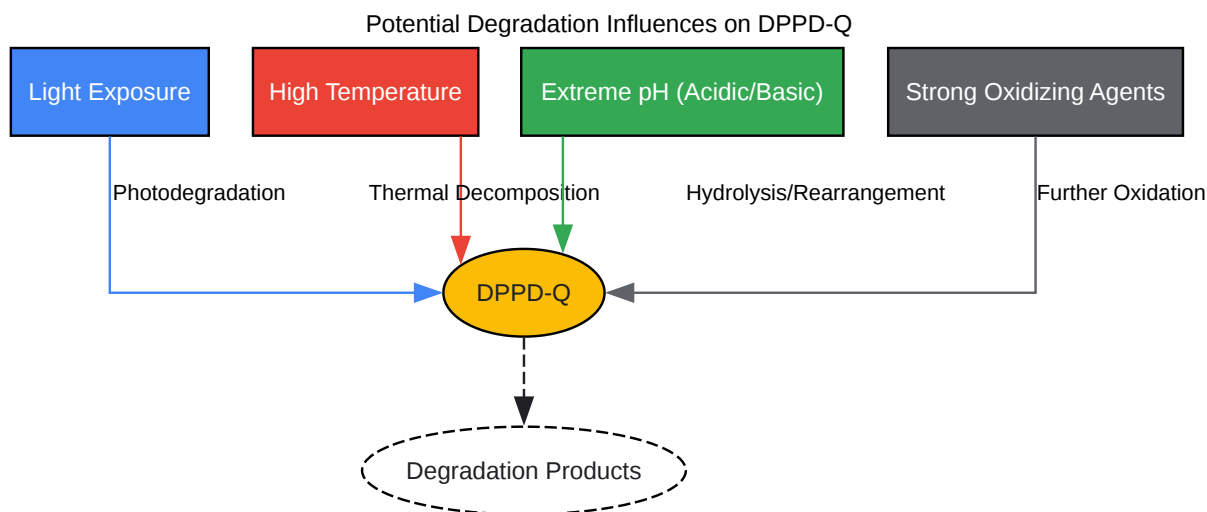 Potential Degradation Influences on DPPD-Q
Light Exposure
High Temperature
Extreme pH (Acidic/Basic)
Strong Oxidizing Agents
Photodegradation
Thermal Decomposition
Hydrolysis/Rearrangement
Further Oxidation
DPPD-Q
Degradation Products